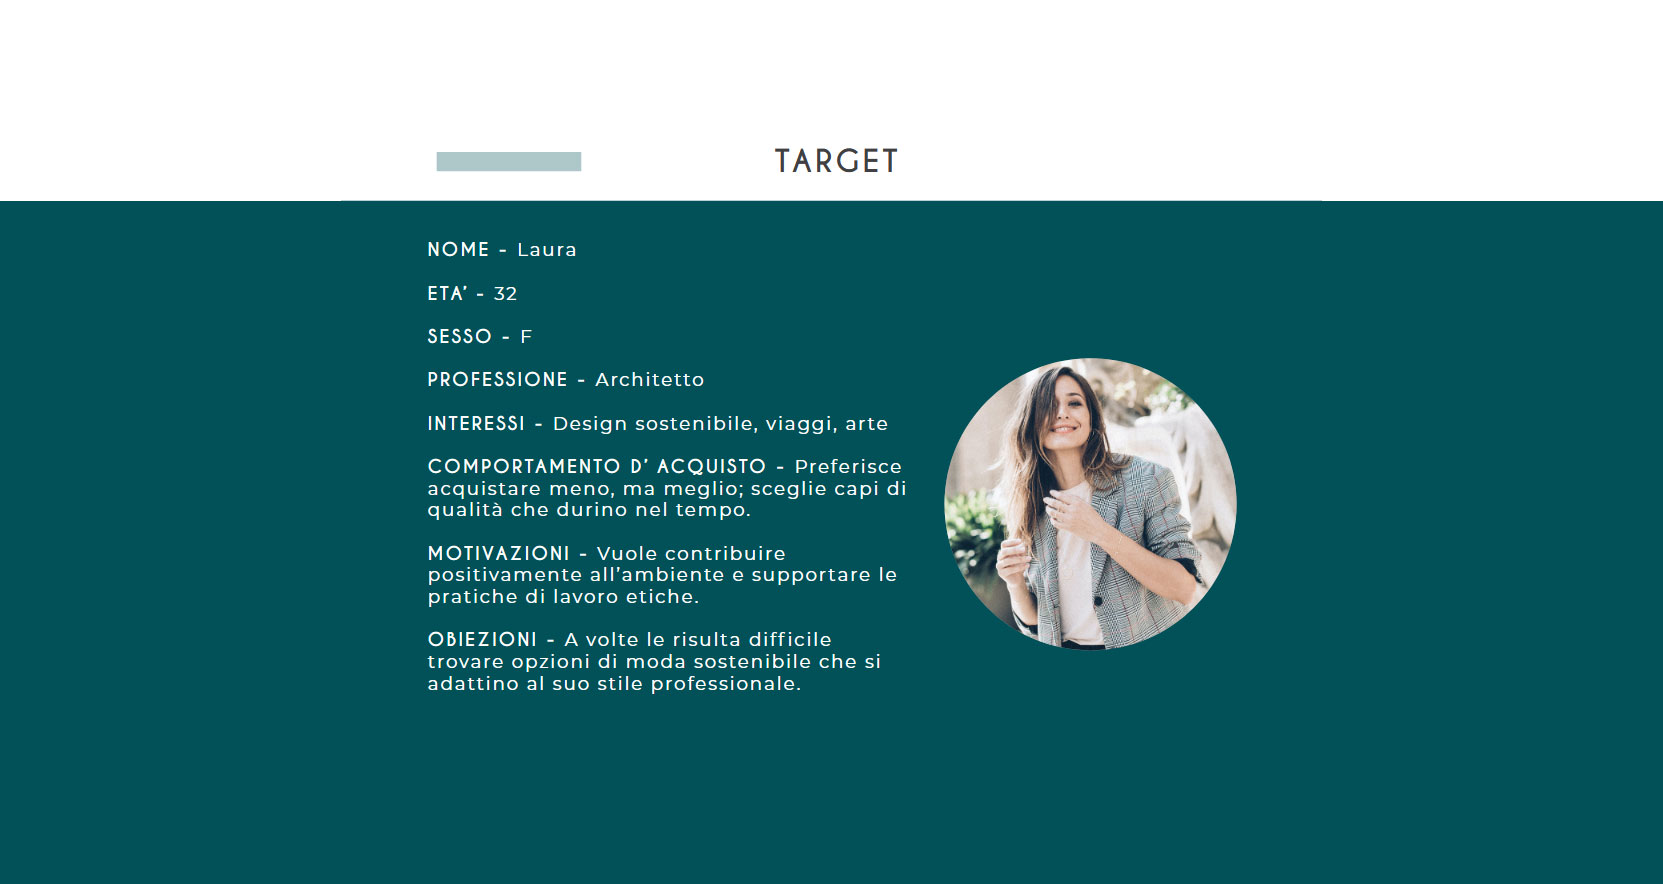 TARGET
NOME - Laura
ETA’ - 32
SESSO - F
PROFESSIONE - Architetto
INTERESSI - Design sostenibile, viaggi, arte
COMPORTAMENTO D’ ACQUISTO - Preferisce
acquistare meno, ma meglio; sceglie capi di
qualità che durino nel tempo.
MOTIVAZIONI - Vuole contribuire
positivamente all’ambiente e supportare le
pratiche di lavoro etiche.
OBIEZIONI - A volte le risulta difficile
trovare opzioni di moda sostenibile che si
adattino al suo stile professionale.